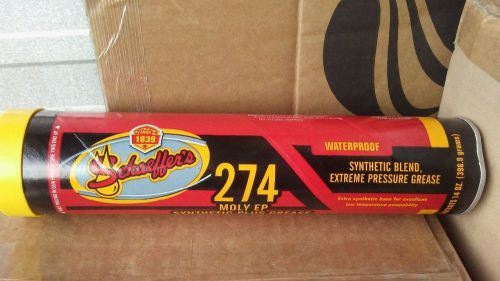 SINCE
1839
Schaeffer's
274
MOLY EP
SYNTHETIC PLUS GREASE
WATERPROOF
SYNTHETIC BLEND,
EXTREME PRESSURE GREASE
Extra synthetic base for excellent
low temperature pumpability
14 OZ. (396.9 grams)